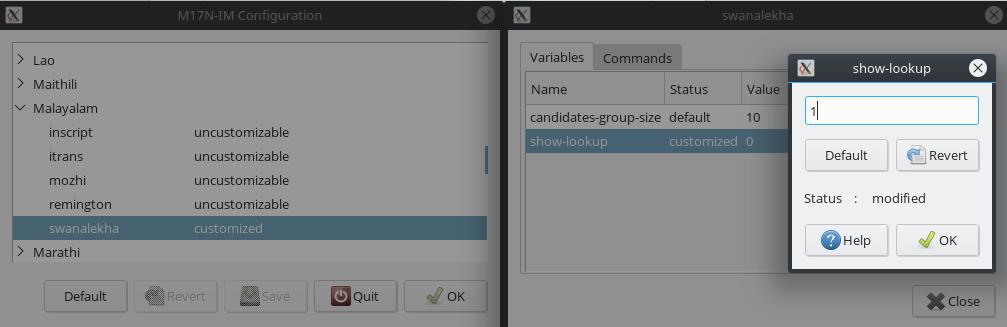 M17N-IM Configuration
Lao
Maithili
Malayalam
inscript uncustomizable
itrans uncustomizable
mozhi uncustomizable
remington uncustomizable
swanalekha customized
Marathi
Default Revert Save Quit OK
swanalekha
Variables Commands
Name Status Value
candidates-group-size default 10
show-lookup customized 0
Close
show-lookup
1
Default Revert
Status : modified
Help OK